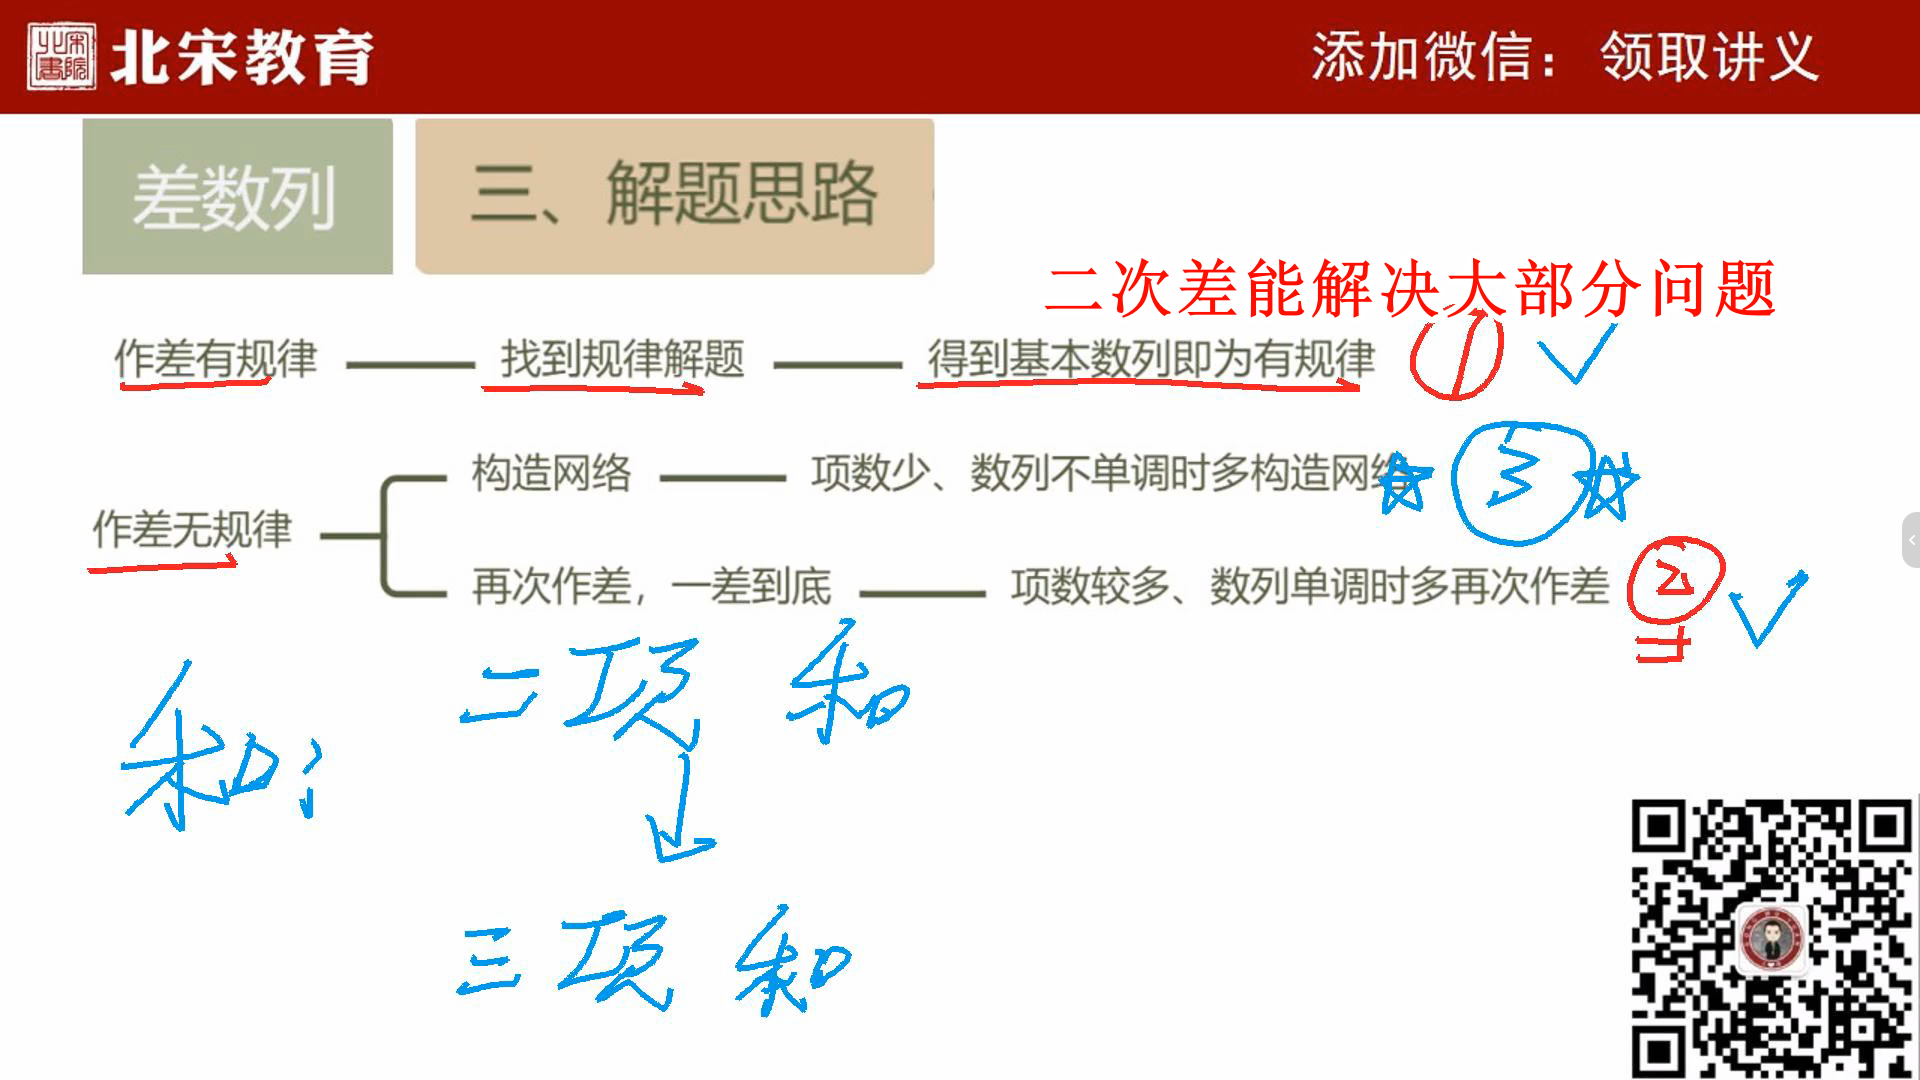 北宋教育
添加微信：领取讲义
差数列
三、解题思路
二次差能解决大部分问题
作差有规律
找到规律解题
得到基本数列即为有规律
①
构造网络
项数少、数列不单调时多构造网络
③
作差无规律
再次作差，一差到底
项数较多、数列单调时多再次作差
②
和：
二项 和
三项 和